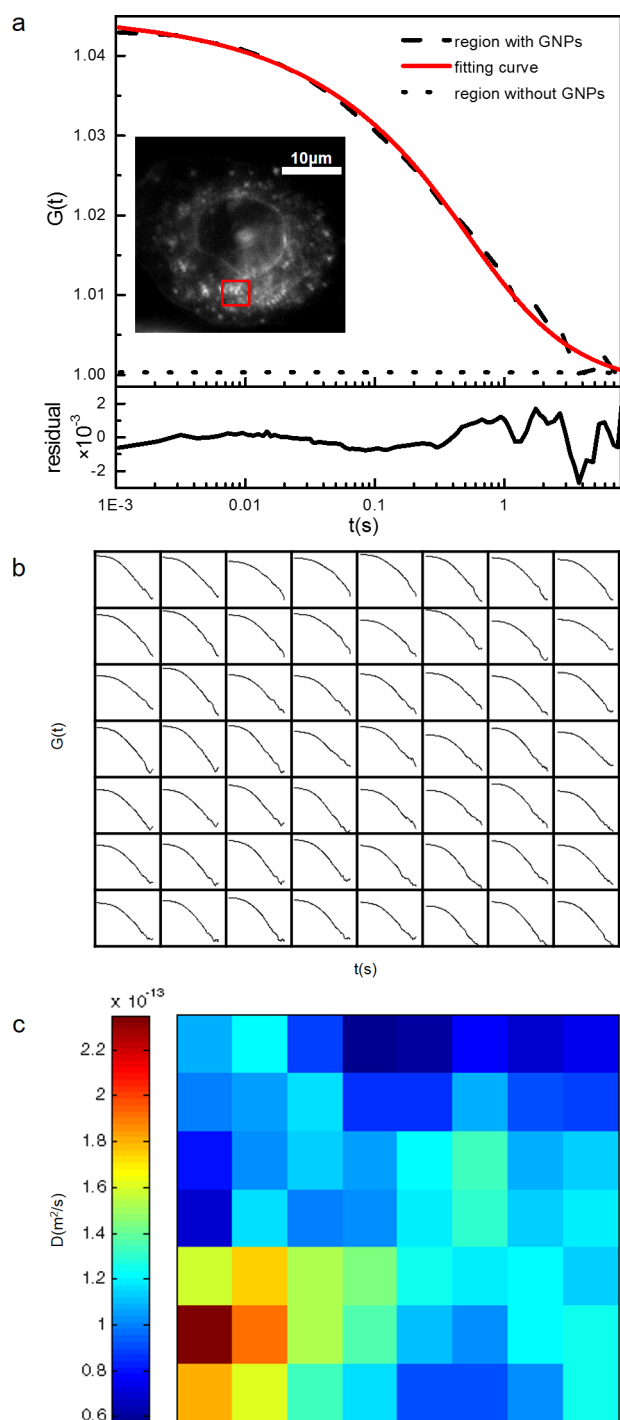 a
region with GNPs
fitting curve
region without GNPs
1.04
1.03
1.02
1.01
1.00
G(t)
10μm
2
0
-2
residual
×10⁻³
1E-3 0.01 0.1 1
t(s)
b
G(t)
t(s)
c
x 10⁻¹³
2.2
2
1.8
1.6
1.4
1.2
1
0.8
0.6
D(m²/s)